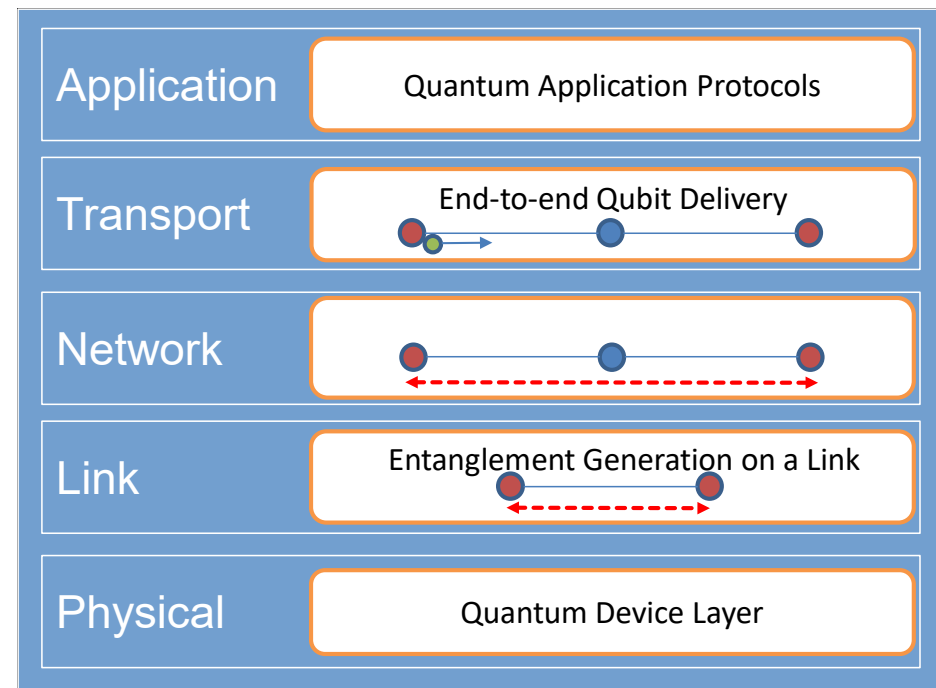 Application
Quantum Application Protocols
Transport
End-to-end Qubit Delivery
Network
Link
Entanglement Generation on a Link
Physical
Quantum Device Layer